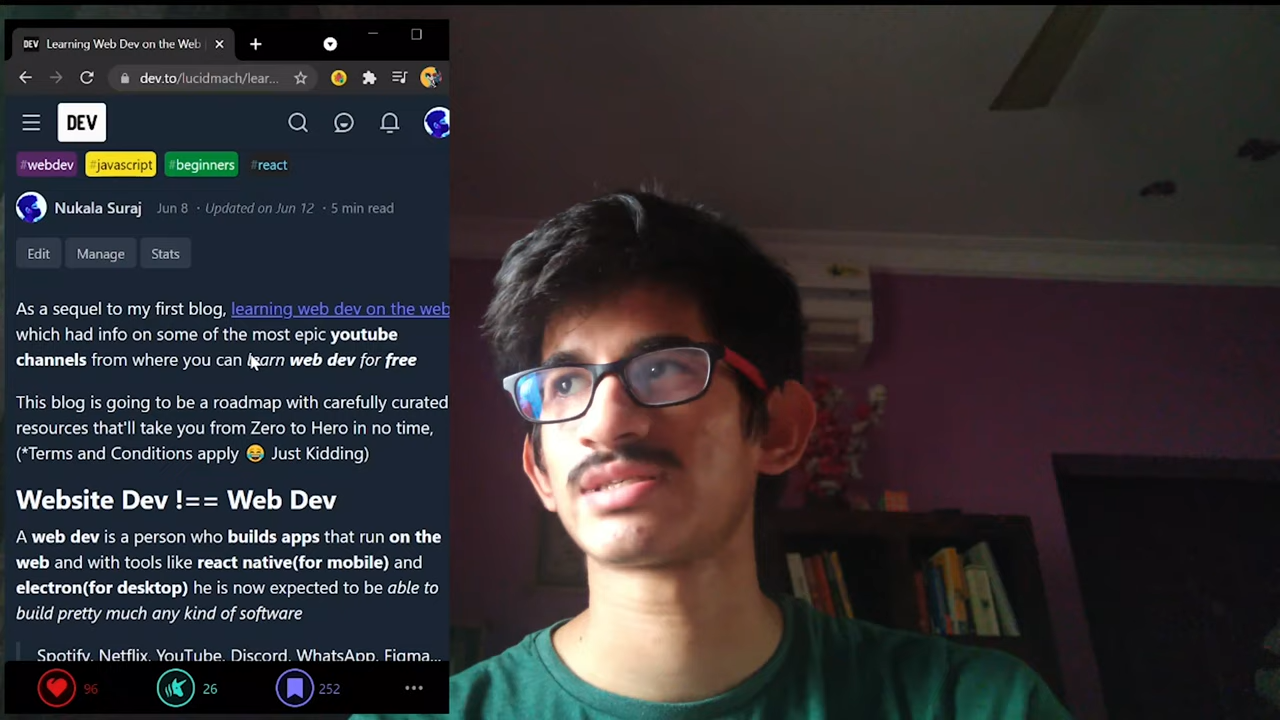 DEV Learning Web Dev on the Web
dev.to/lucidmach/lear...
DEV
#webdev #javascript #beginners #react
Nukala Suraj Jun 8 · Updated on Jun 12 · 5 min read
Edit Manage Stats
As a sequel to my first blog, learning web dev on the web
which had info on some of the most epic youtube
channels from where you can learn web dev for free
This blog is going to be a roadmap with carefully curated
resources that'll take you from Zero to Hero in no time,
(*Terms and Conditions apply 😂 Just Kidding)
Website Dev !== Web Dev
A web dev is a person who builds apps that run on the
web and with tools like react native(for mobile) and
electron(for desktop) he is now expected to be able to
build pretty much any kind of software
Spotify, Netflix, YouTube, Discord, WhatsApp, Figma...
96 26 252